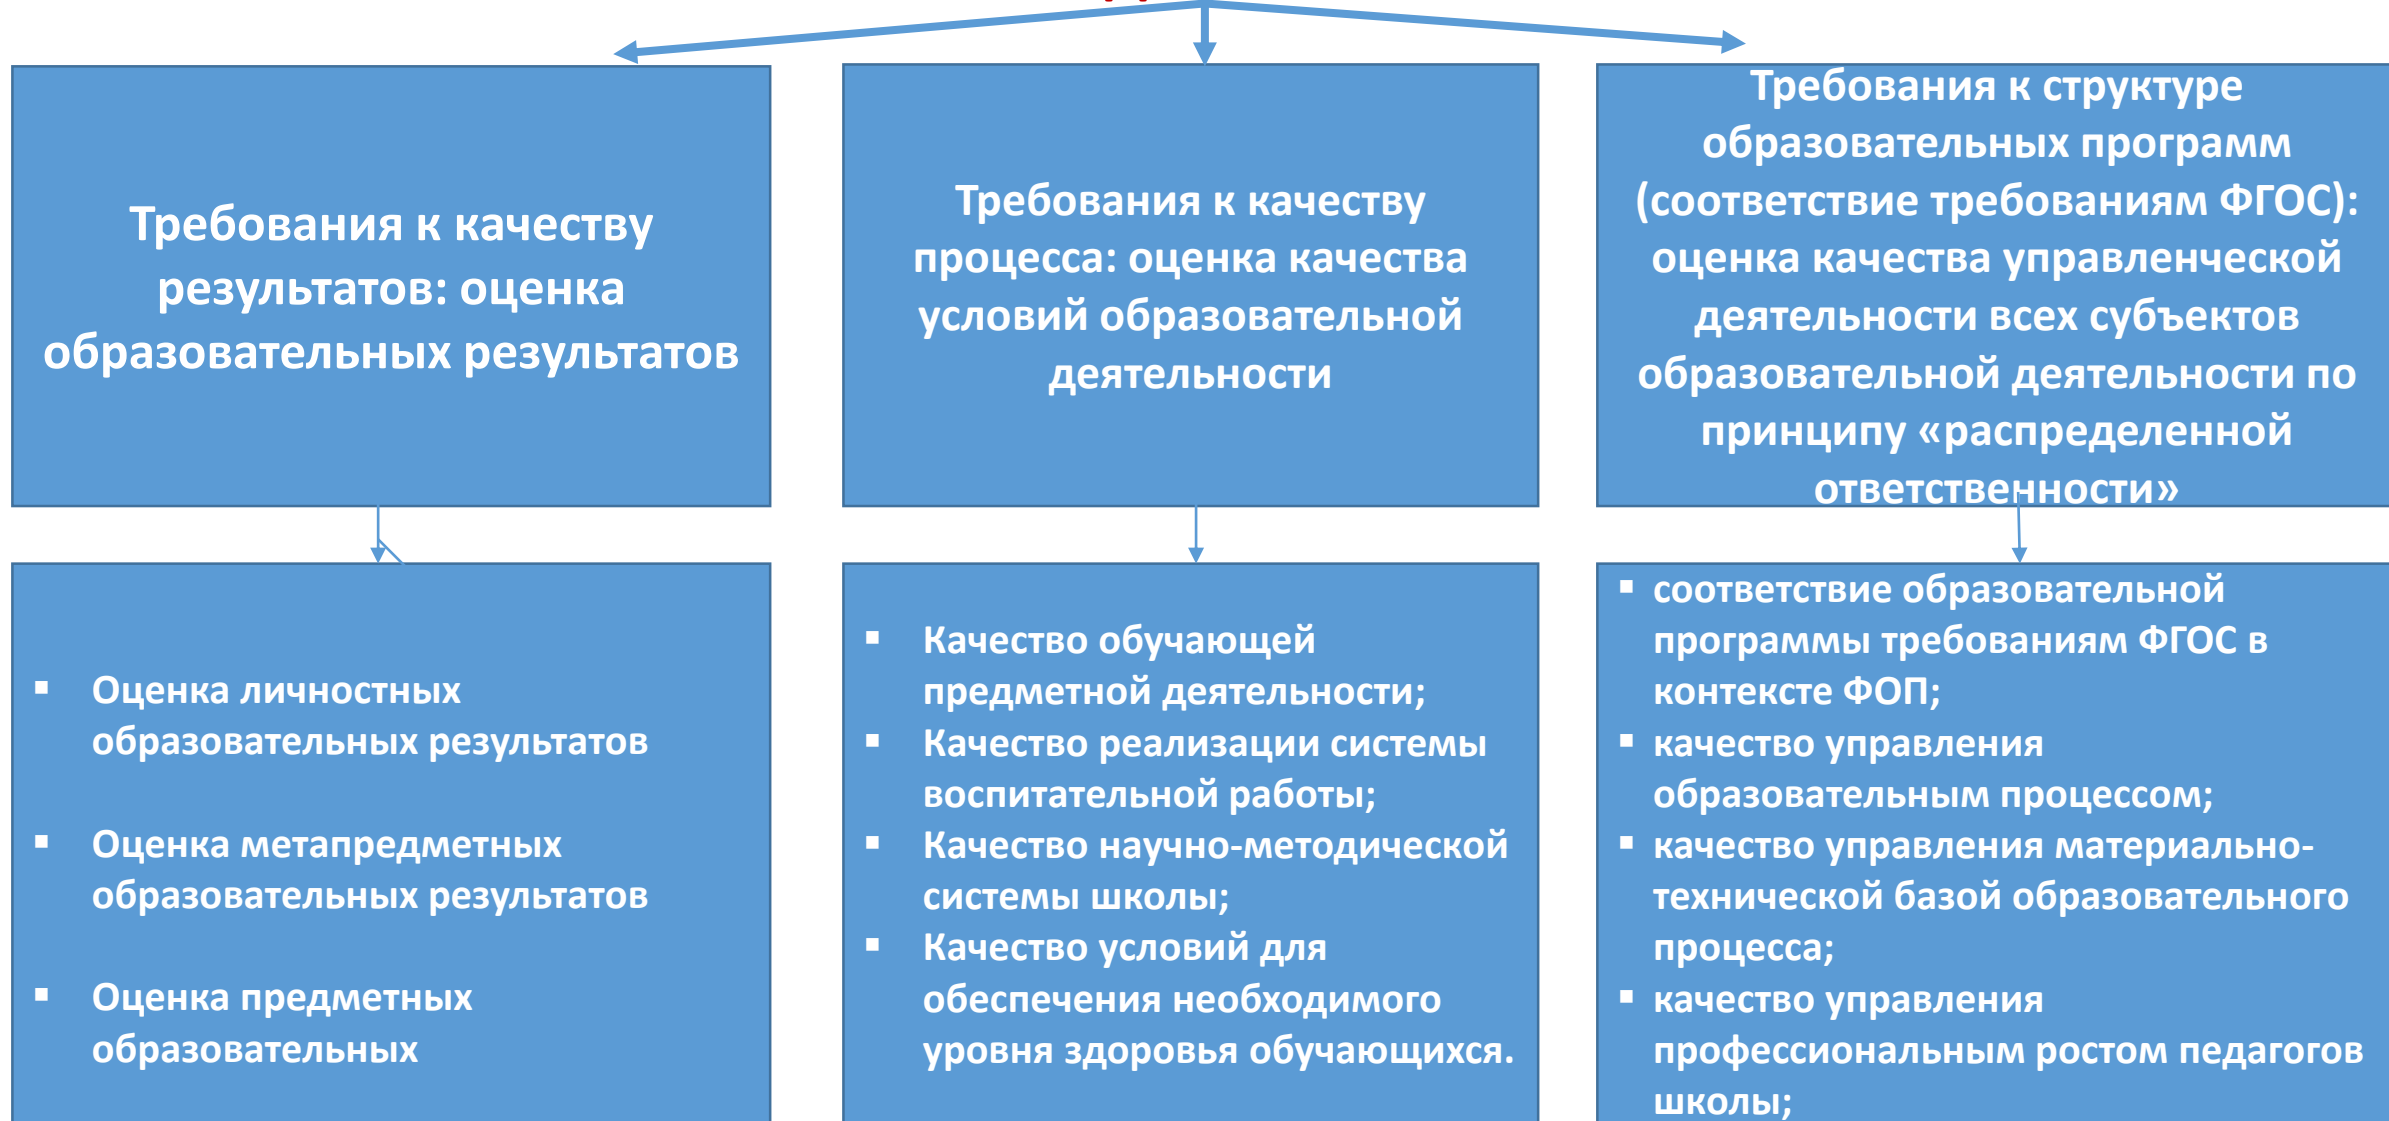 Требования к качеству
результатов: оценка
образовательных результатов
Требования к качеству
процесса: оценка качества
условий образовательной
деятельности
Требования к структуре
образовательных программ
(соответствие требованиям ФГОС):
оценка качества управленческой
деятельности всех субъектов
образовательной деятельности по
принципу «распределенной
ответственности»
▪ Оценка личностных
образовательных результатов
▪ Оценка метапредметных
образовательных результатов
▪ Оценка предметных
образовательных
▪ Качество обучающей
предметной деятельности;
▪ Качество реализации системы
воспитательной работы;
▪ Качество научно-методической
системы школы;
▪ Качество условий для
обеспечения необходимого
уровня здоровья обучающихся.
▪ соответствие образовательной
программы требованиям ФГОС в
контексте ФОП;
▪ качество управления
образовательным процессом;
▪ качество управления материально-
технической базой образовательного
процесса;
▪ качество управления
профессиональным ростом педагогов
школы;